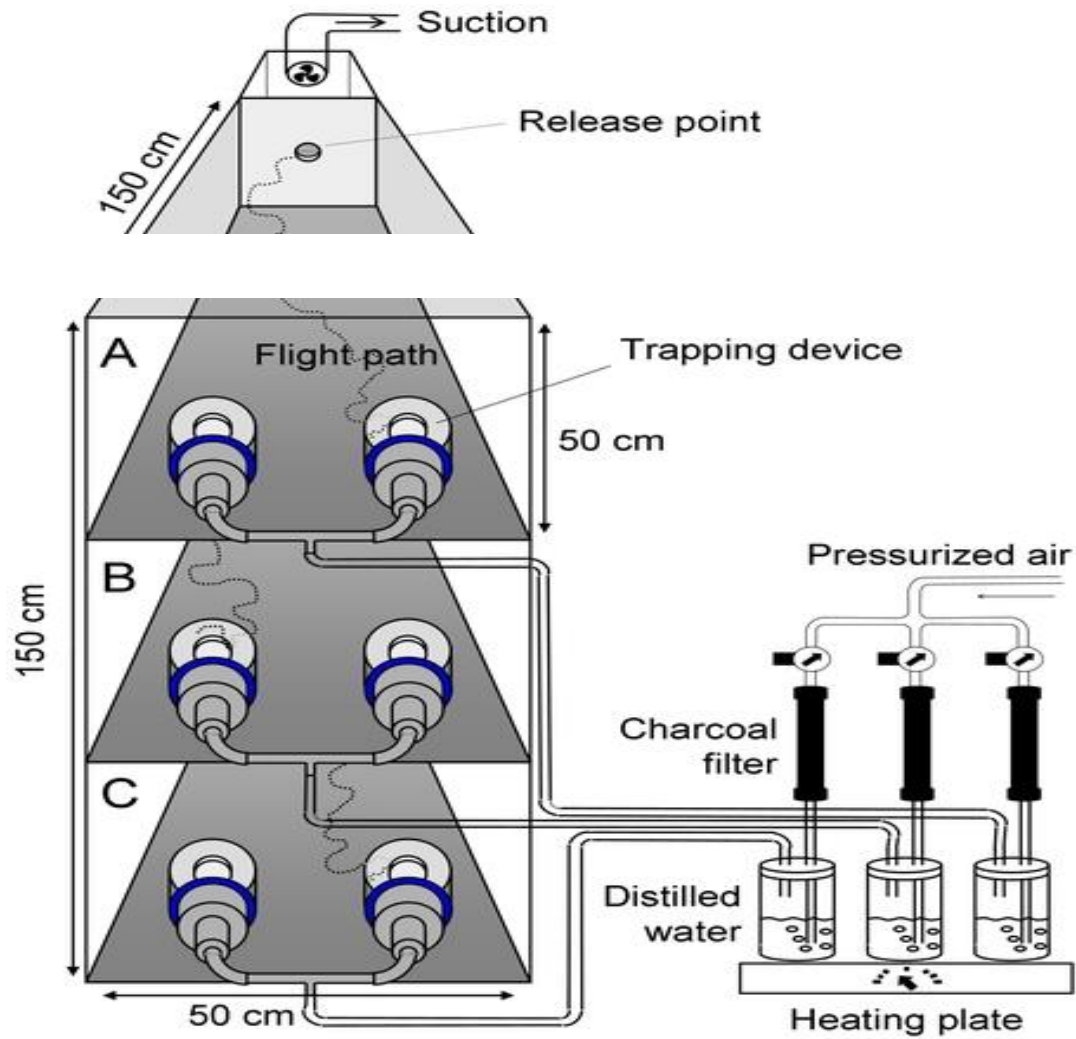 Suction
Release point
150 cm
A
Flight path
Trapping device
50 cm
B
Pressurized air
150 cm
Charcoal
filter
C
Distilled
water
50 cm
Heating plate